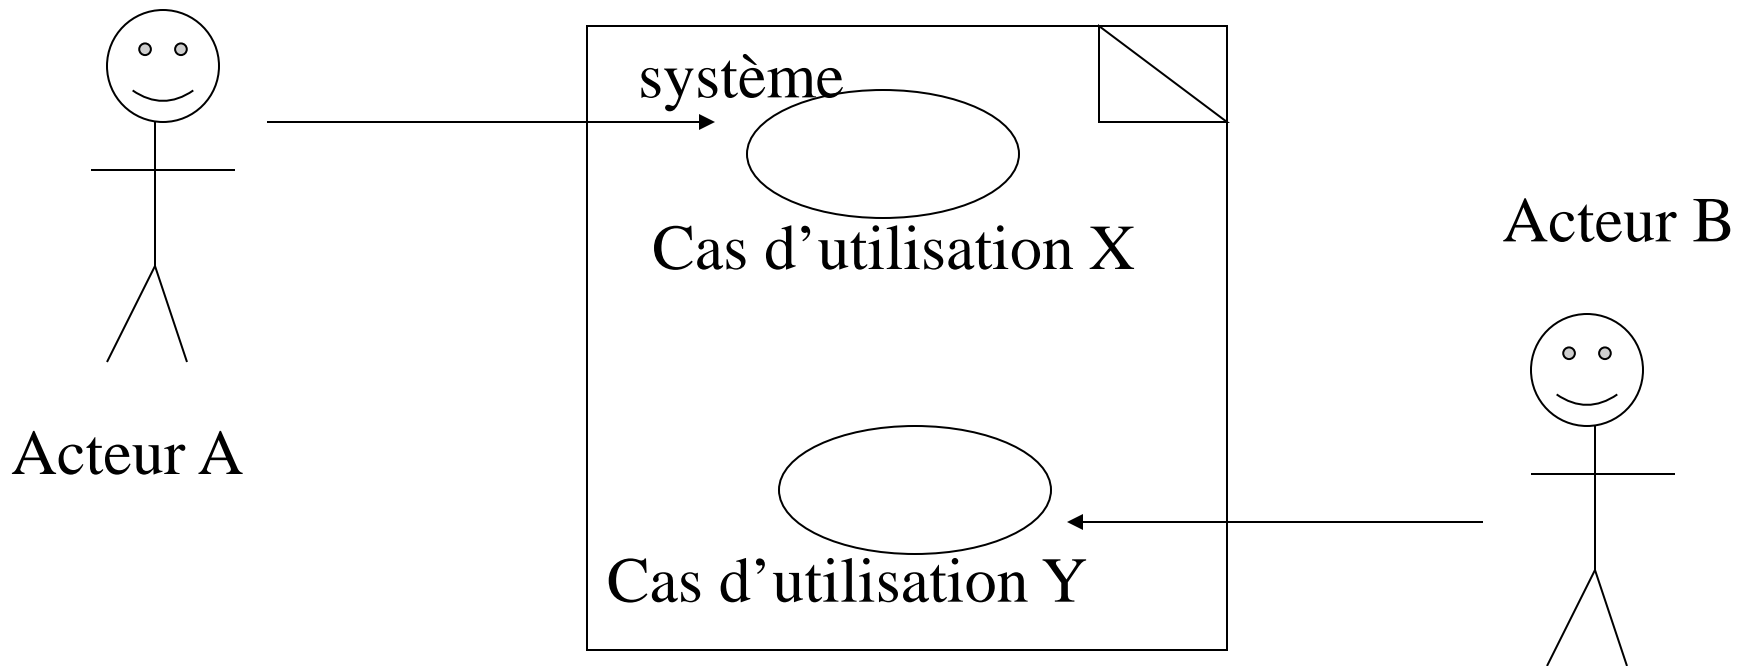 système
Cas d’utilisation X
Acteur B
Acteur A
Cas d’utilisation Y